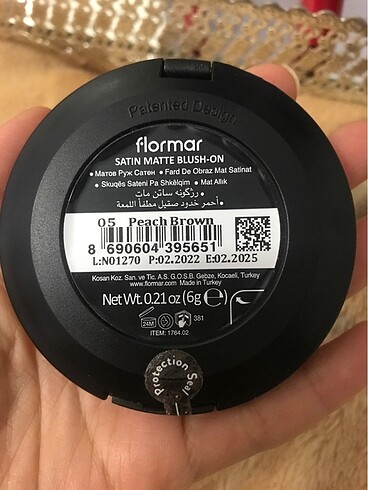 Patented Design
flormar
SATIN MATTE BLUSH-ON
• Матов Руж Сатен • Fard De Obraz Mat Satinat
• Skuqës Sateni Pa Shkëlqim • Mat Allık
• رژگونه ساتن مات
• أحمر خدود صقيل مطفأ اللمعة
05 Peach Brown
8 690604 395651
L:N01270 P:02.2022 E:02.2025
Kosan Koz. San. ve Tic. A.S. G.O.S.B. Gebze, Kocaeli, Turkey
www.flormar.com Made in Turkey
Net Wt. 0.21 oz (6g) e
24M 381
ITEM: 1764.02
Protection Seal